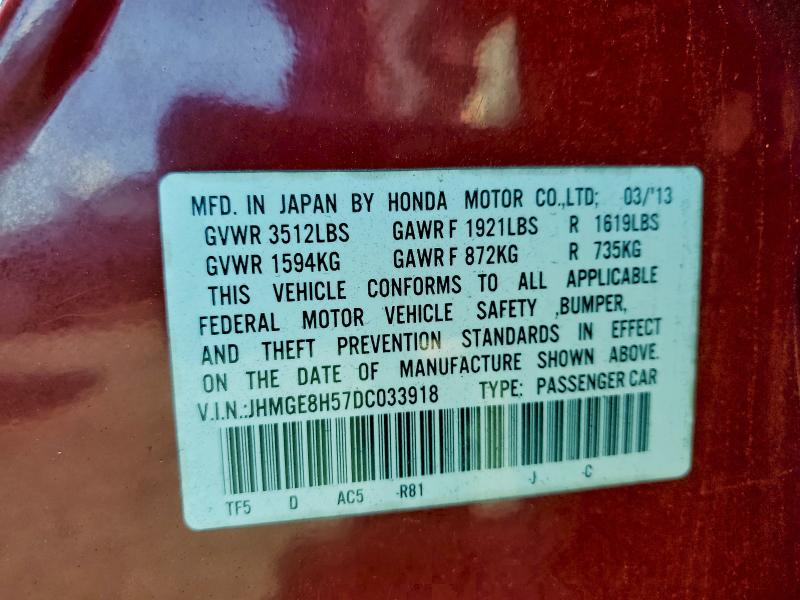 MFD. IN JAPAN BY HONDA MOTOR CO.,LTD; 03/'13
GVWR 3512LBS GAWR F 1921LBS R 1619LBS
GVWR 1594KG GAWR F 872KG R 735KG
THIS VEHICLE CONFORMS TO ALL APPLICABLE
FEDERAL MOTOR VEHICLE SAFETY ,BUMPER,
AND THEFT PREVENTION STANDARDS IN EFFECT
ON THE DATE OF MANUFACTURE SHOWN ABOVE.
V.I.N.:JHMGE8H57DC033918 TYPE: PASSENGER CAR
TF5 D AC5 -R81 -J -C